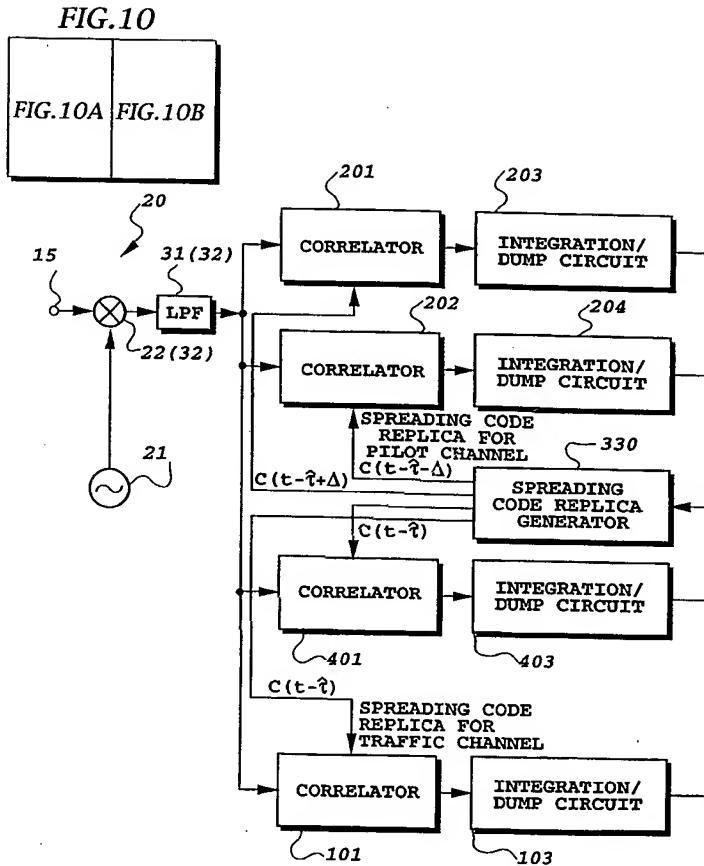 FIG.10
FIG.10A FIG.10B
20
15
31(32)
LPF
22(32)
21
201
CORRELATOR
203
INTEGRATION/
DUMP CIRCUIT
202
CORRELATOR
204
INTEGRATION/
DUMP CIRCUIT
SPREADING CODE
REPLICA FOR
PILOT CHANNEL
C(t-τ̂-Δ)
C(t-τ̂+Δ)
330
SPREADING
CODE REPLICA
GENERATOR
C(t-τ̂)
CORRELATOR
401
INTEGRATION/
DUMP CIRCUIT
403
C(t-τ̂)
SPREADING CODE
REPLICA FOR
TRAFFIC CHANNEL
CORRELATOR
101
INTEGRATION/
DUMP CIRCUIT
103